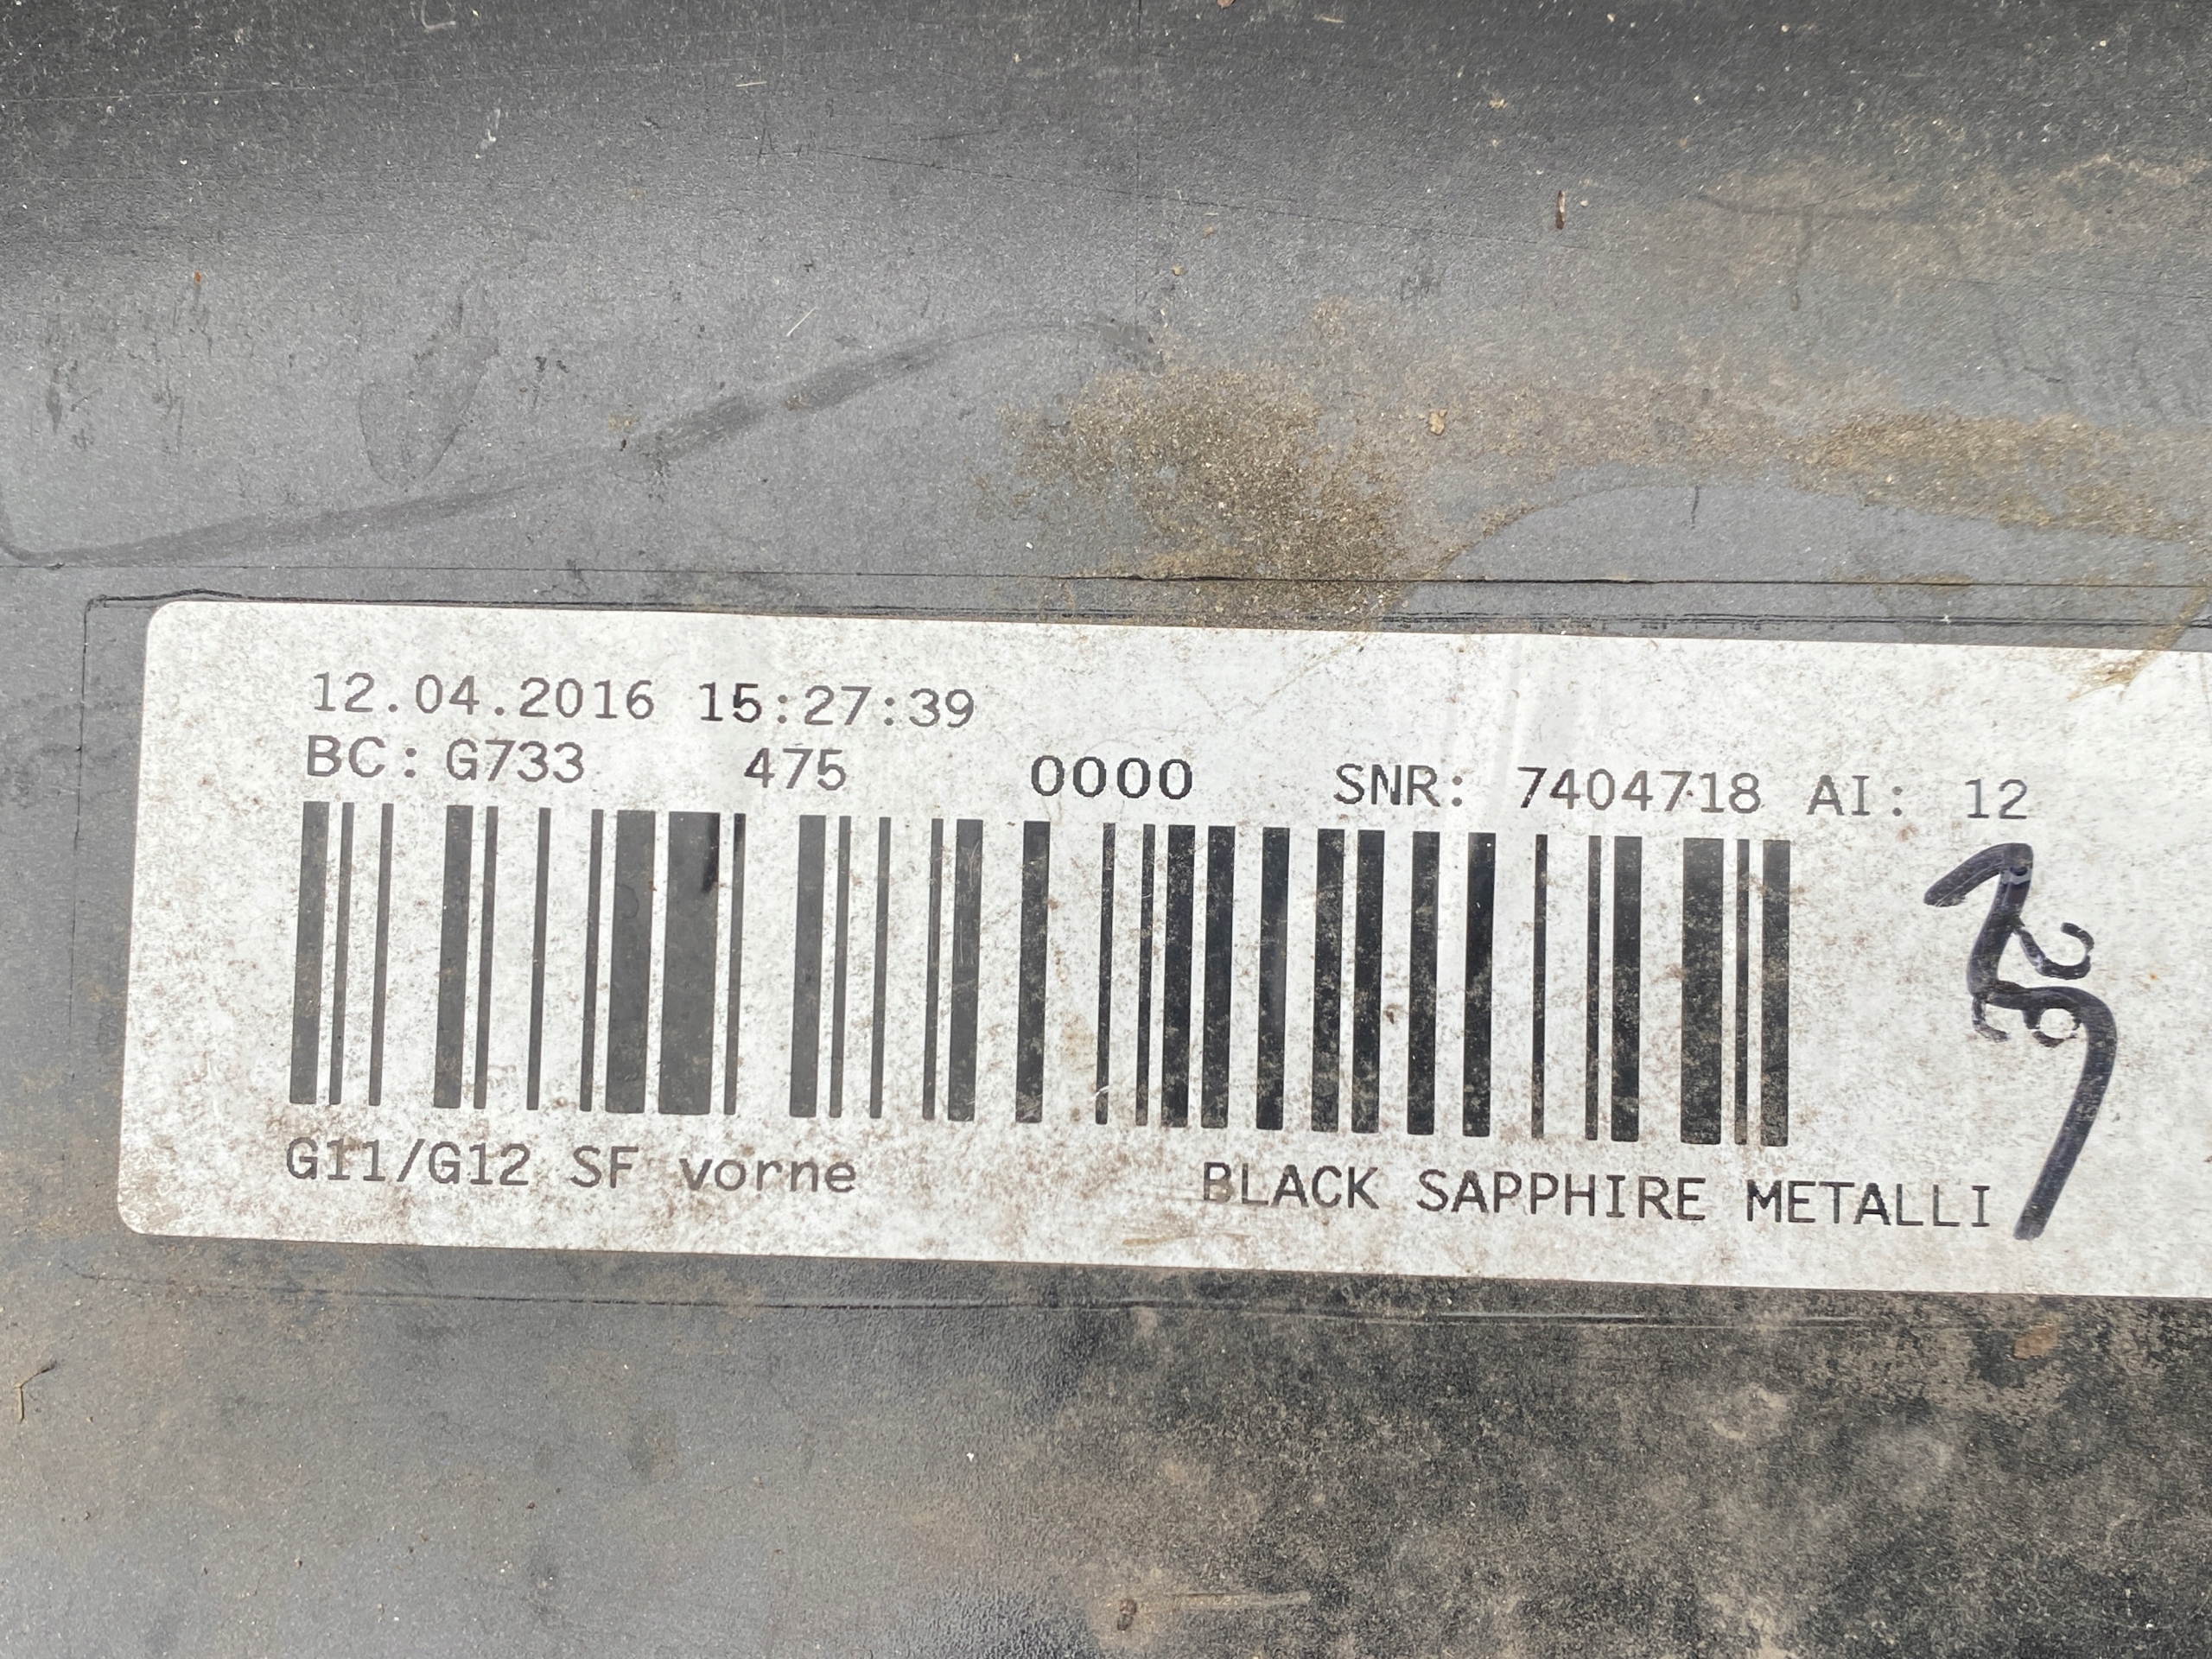 12.04.2016 15:27:39
BC: G733 475 0000 SNR: 7404718 AI: 12
G11/G12 SF vorne BLACK SAPPHIRE METALLI